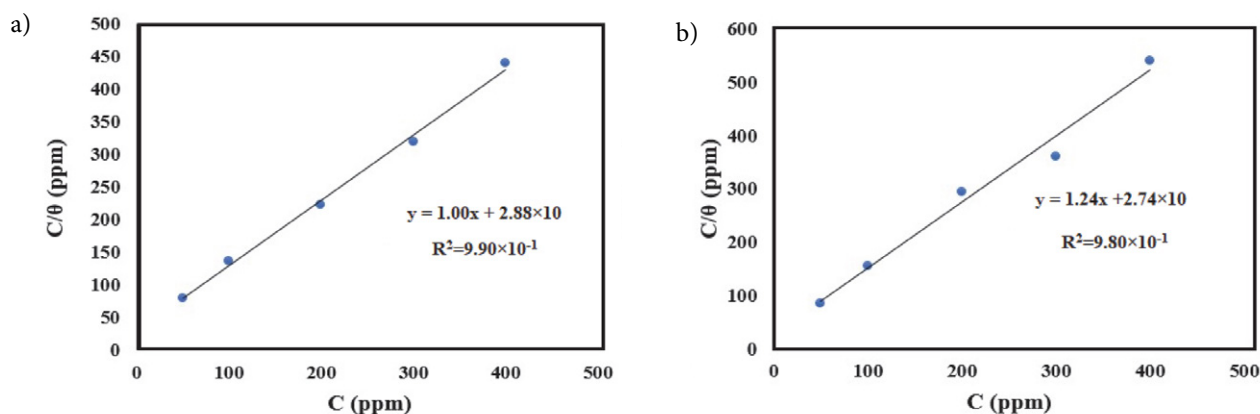 a)
500
450
400
350
300
250
200
150
100
50
0
C/θ (ppm)
y = 1.00x + 2.88×10
R²=9.90×10⁻¹
0 100 200 300 400 500
C (ppm)
b)
600
500
400
300
200
100
0
C/θ (ppm)
y = 1.24x +2.74×10
R²=9.80×10⁻¹
0 100 200 300 400 500
C (ppm)